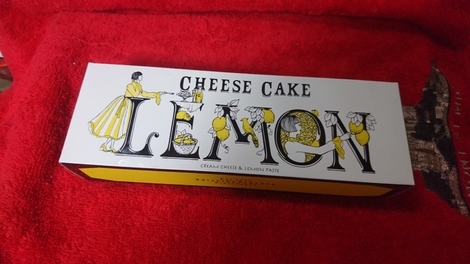 CHEESE CAKE
LEMON
CREAM CHEESE & LEMON PASTE